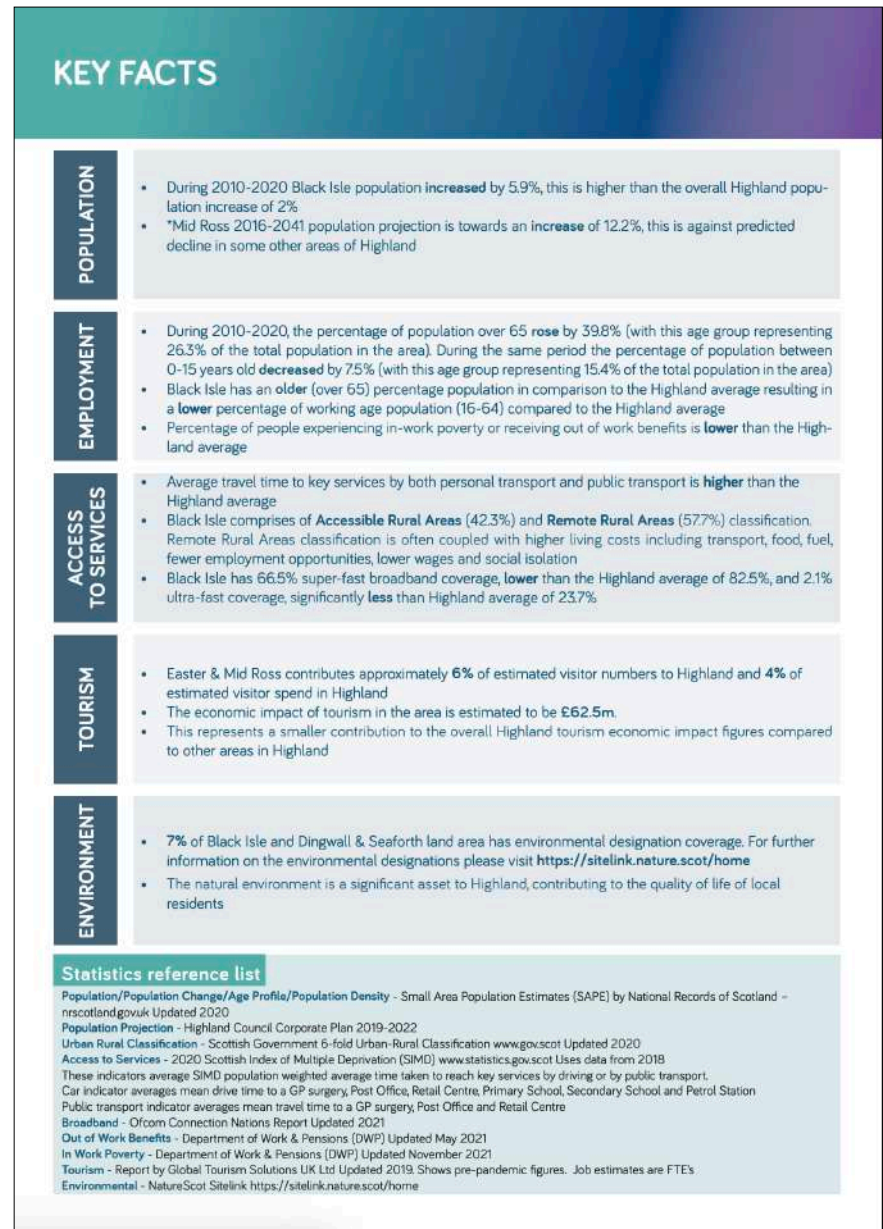 KEY FACTS
POPULATION
• During 2010-2020 Black Isle population increased by 5.9%, this is higher than the overall Highland popu-
lation increase of 2%
• *Mid Ross 2016-2041 population projection is towards an increase of 12.2%, this is against predicted
decline in some other areas of Highland
EMPLOYMENT
• During 2010-2020, the percentage of population over 65 rose by 39.8% (with this age group representing
26.3% of the total population in the area). During the same period the percentage of population between
0-15 years old decreased by 7.5% (with this age group representing 15.4% of the total population in the area)
• Black Isle has an older (over 65) percentage population in comparison to the Highland average resulting in
a lower percentage of working age population (16-64) compared to the Highland average
• Percentage of people experiencing in-work poverty or receiving out of work benefits is lower than the High-
land average
ACCESS
TO SERVICES
• Average travel time to key services by both personal transport and public transport is higher than the
Highland average
• Black Isle comprises of Accessible Rural Areas (42.3%) and Remote Rural Areas (57.7%) classification.
Remote Rural Areas classification is often coupled with higher living costs including transport, food, fuel,
fewer employment opportunities, lower wages and social isolation
• Black Isle has 66.5% super-fast broadband coverage, lower than the Highland average of 82.5%, and 2.1%
ultra-fast coverage, significantly less than Highland average of 23.7%
TOURISM
• Easter & Mid Ross contributes approximately 6% of estimated visitor numbers to Highland and 4% of
estimated visitor spend in Highland
• The economic impact of tourism in the area is estimated to be £62.5m.
• This represents a smaller contribution to the overall Highland tourism economic impact figures compared
to other areas in Highland
ENVIRONMENT
• 7% of Black Isle and Dingwall & Seaforth land area has environmental designation coverage. For further
information on the environmental designations please visit https://sitelink.nature.scot/home
• The natural environment is a significant asset to Highland, contributing to the quality of life of local
residents
Statistics reference list
Population/Population Change/Age Profile/Population Density - Small Area Population Estimates (SAPE) by National Records of Scotland –
nrscotland.gov.uk Updated 2020
Population Projection - Highland Council Corporate Plan 2019-2022
Urban Rural Classification - Scottish Government 6-fold Urban-Rural Classification www.gov.scot Updated 2020
Access to Services - 2020 Scottish Index of Multiple Deprivation (SIMD) www.statistics.gov.scot Uses data from 2018
These indicators average SIMD population weighted average time taken to reach key services by driving or by public transport.
Car indicator averages mean drive time to a GP surgery, Post Office, Retail Centre, Primary School, Secondary School and Petrol Station
Public transport indicator averages mean travel time to a GP surgery, Post Office and Retail Centre
Broadband - Ofcom Connection Nations Report Updated 2021
Out of Work Benefits - Department of Work & Pensions (DWP) Updated May 2021
In Work Poverty - Department of Work & Pensions (DWP) Updated November 2021
Tourism - Report by Global Tourism Solutions UK Ltd Updated 2019. Shows pre-pandemic figures. Job estimates are FTE's
Environmental - NatureScot Sitelink https://sitelink.nature.scot/home